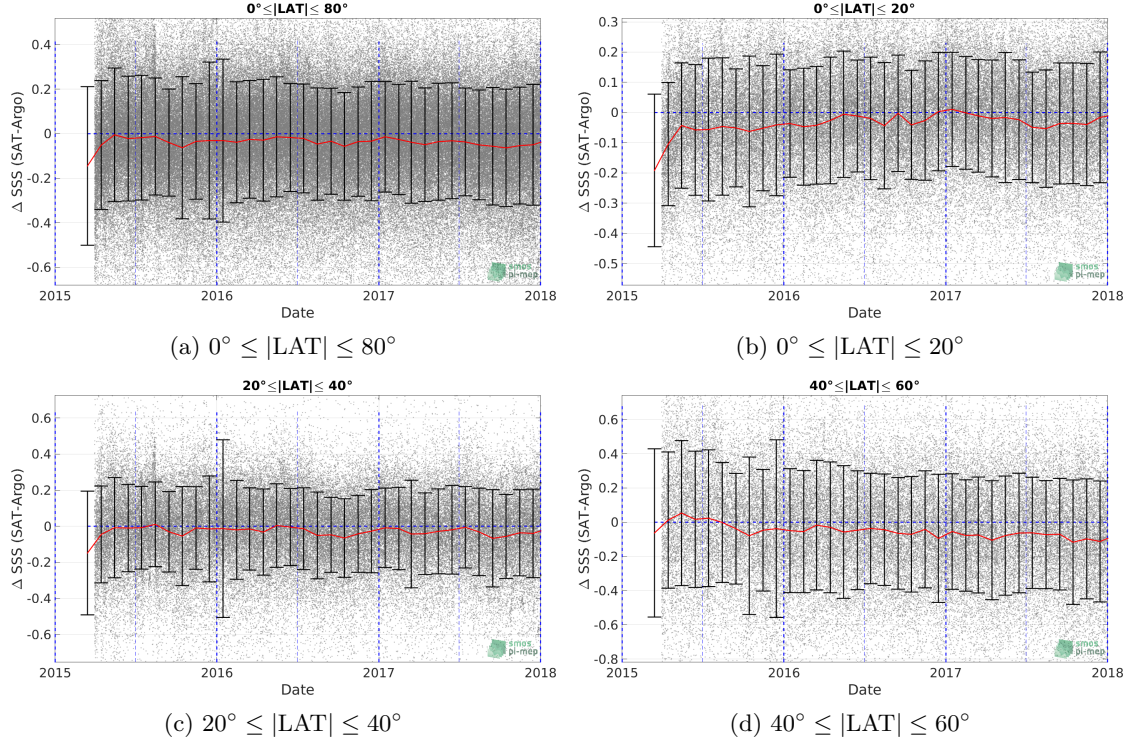 0°≤|LAT|≤ 80°
Δ SSS (SAT-Argo)
0.4
0.2
0
-0.2
-0.4
-0.6
2015 2016 2017 2018
Date
smos
pi-mep
(a) 0° ≤ |LAT| ≤ 80°
0°≤|LAT|≤ 20°
Δ SSS (SAT-Argo)
0.3
0.2
0.1
0
-0.1
-0.2
-0.3
-0.4
-0.5
2015 2016 2017 2018
Date
smos
pi-mep
(b) 0° ≤ |LAT| ≤ 20°
20°≤|LAT|≤ 40°
Δ SSS (SAT-Argo)
0.6
0.4
0.2
0
-0.2
-0.4
-0.6
2015 2016 2017 2018
Date
smos
pi-mep
(c) 20° ≤ |LAT| ≤ 40°
40°≤|LAT|≤ 60°
Δ SSS (SAT-Argo)
0.6
0.4
0.2
0
-0.2
-0.4
-0.6
-0.8
2015 2016 2017 2018
Date
smos
pi-mep
(d) 40° ≤ |LAT| ≤ 60°